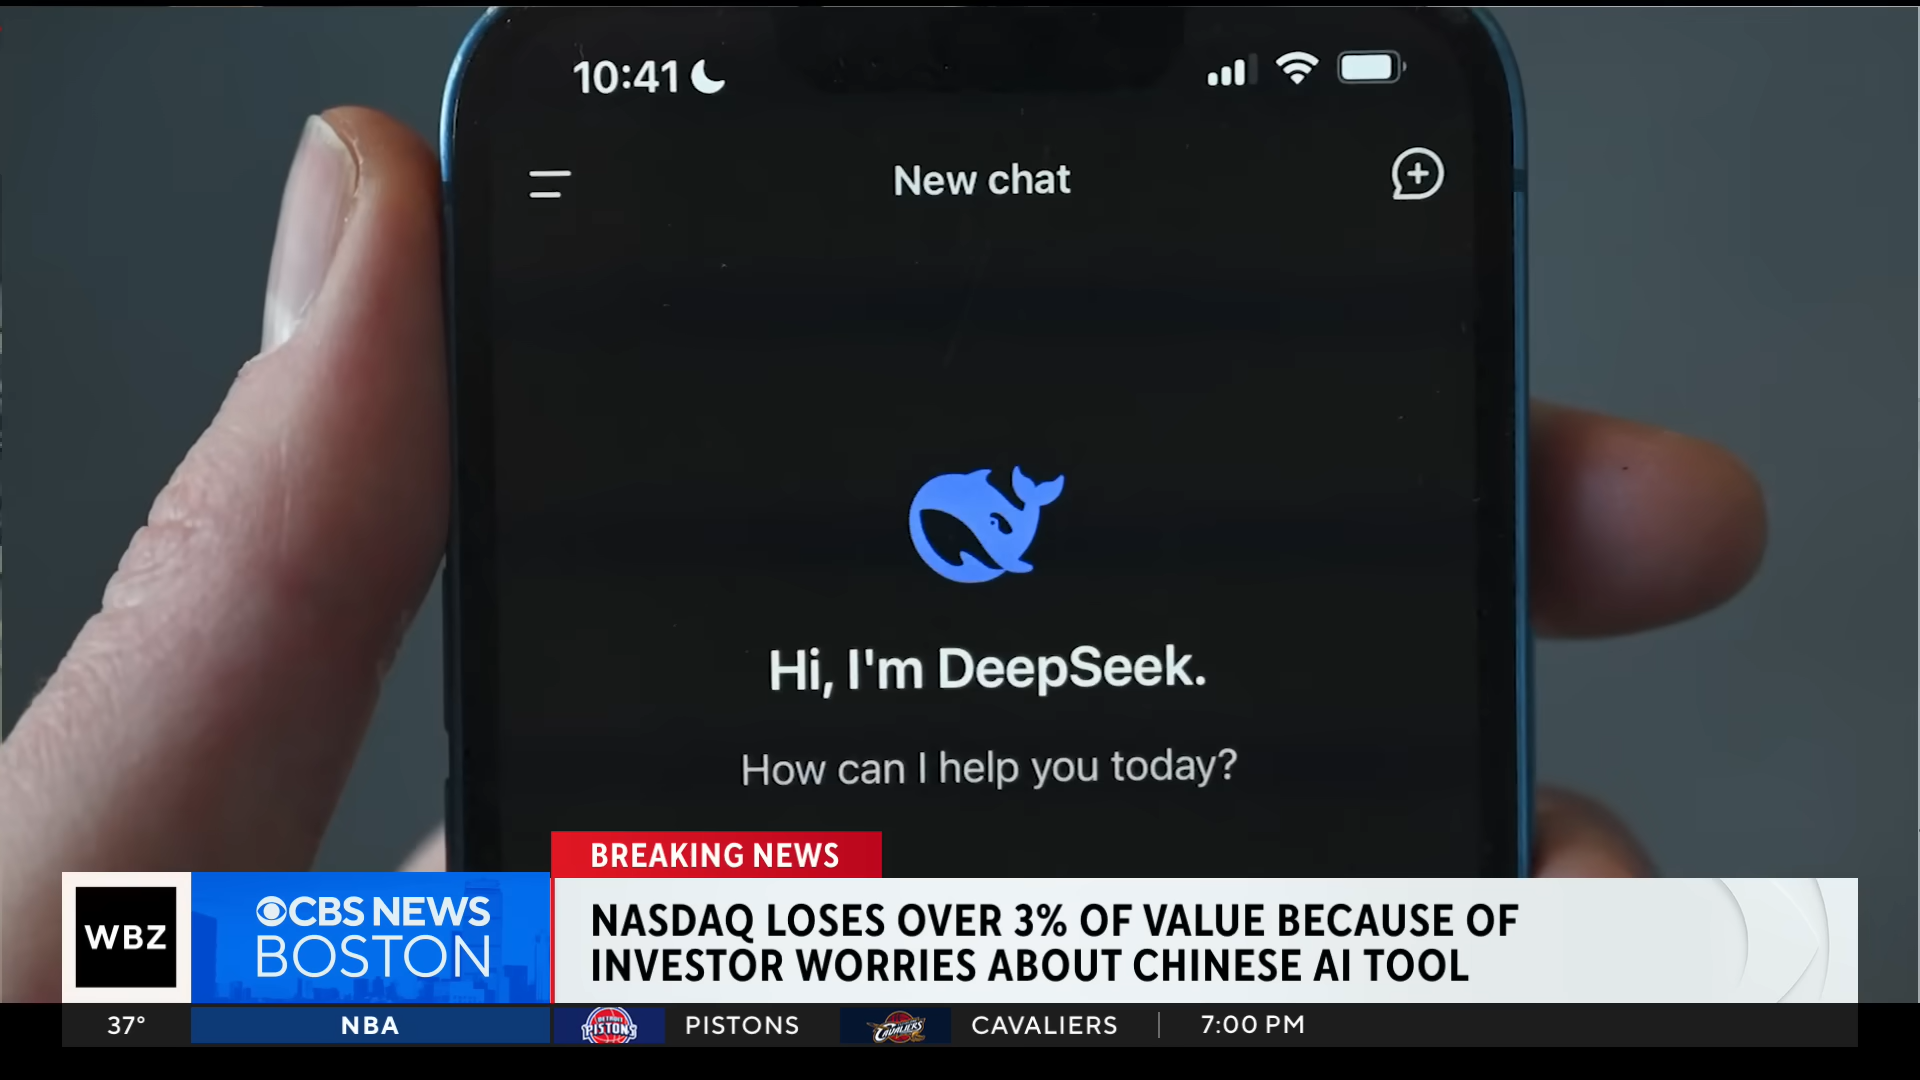 10:41
New chat
Hi, I'm DeepSeek.
How can I help you today?
BREAKING NEWS
WBZ
CBS NEWS
BOSTON
NASDAQ LOSES OVER 3% OF VALUE BECAUSE OF
INVESTOR WORRIES ABOUT CHINESE AI TOOL
37°
NBA
DETROIT
PISTONS
PISTONS
CAVALIERS
CAVALIERS
7:00 PM